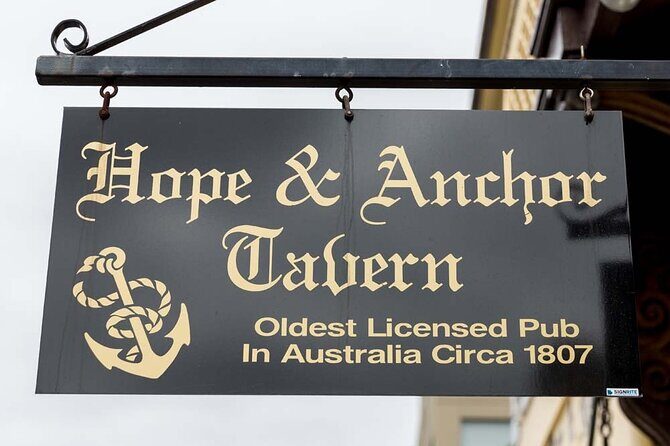 Hope & Anchor
Tavern
Oldest Licensed Pub
In Australia Circa 1807
SIGNRITE